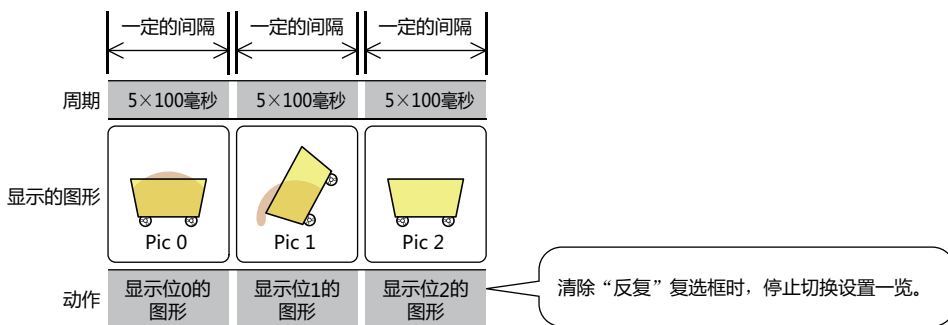 一定的间隔 一定的间隔 一定的间隔
周期 5×100毫秒 5×100毫秒 5×100毫秒
显示的图形
Pic 0 Pic 1 Pic 2
动作 显示位0的图形 显示位1的图形 显示位2的图形
清除“反复”复选框时，停止切换设置一览。